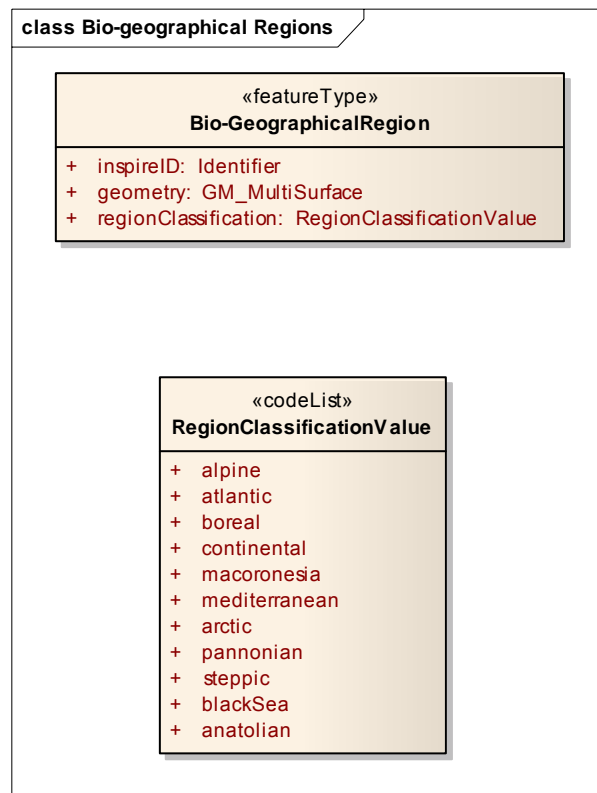 class Bio-geographical Regions
«featureType»
Bio-GeographicalRegion
+ inspireID: Identifier
+ geometry: GM_MultiSurface
+ regionClassification: RegionClassificationValue
«codeList»
RegionClassificationValue
+ alpine
+ atlantic
+ boreal
+ continental
+ macoronesia
+ mediterranean
+ arctic
+ pannonian
+ steppic
+ blackSea
+ anatolian